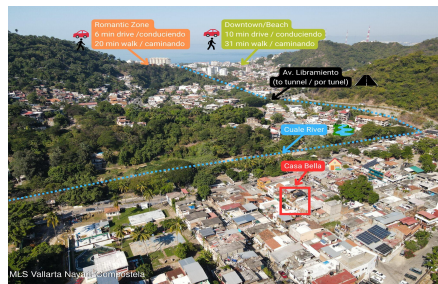 Romantic Zone
6 min drive /conduciendo
20 min walk / caminando
Downtown/Beach
10 min drive /conduciendo
31 min walk / caminando
Av. Libramiento
(to tunnel / por tunel)
Cuale River
Casa Bella
MLS Vallarta Nayarit Compostela